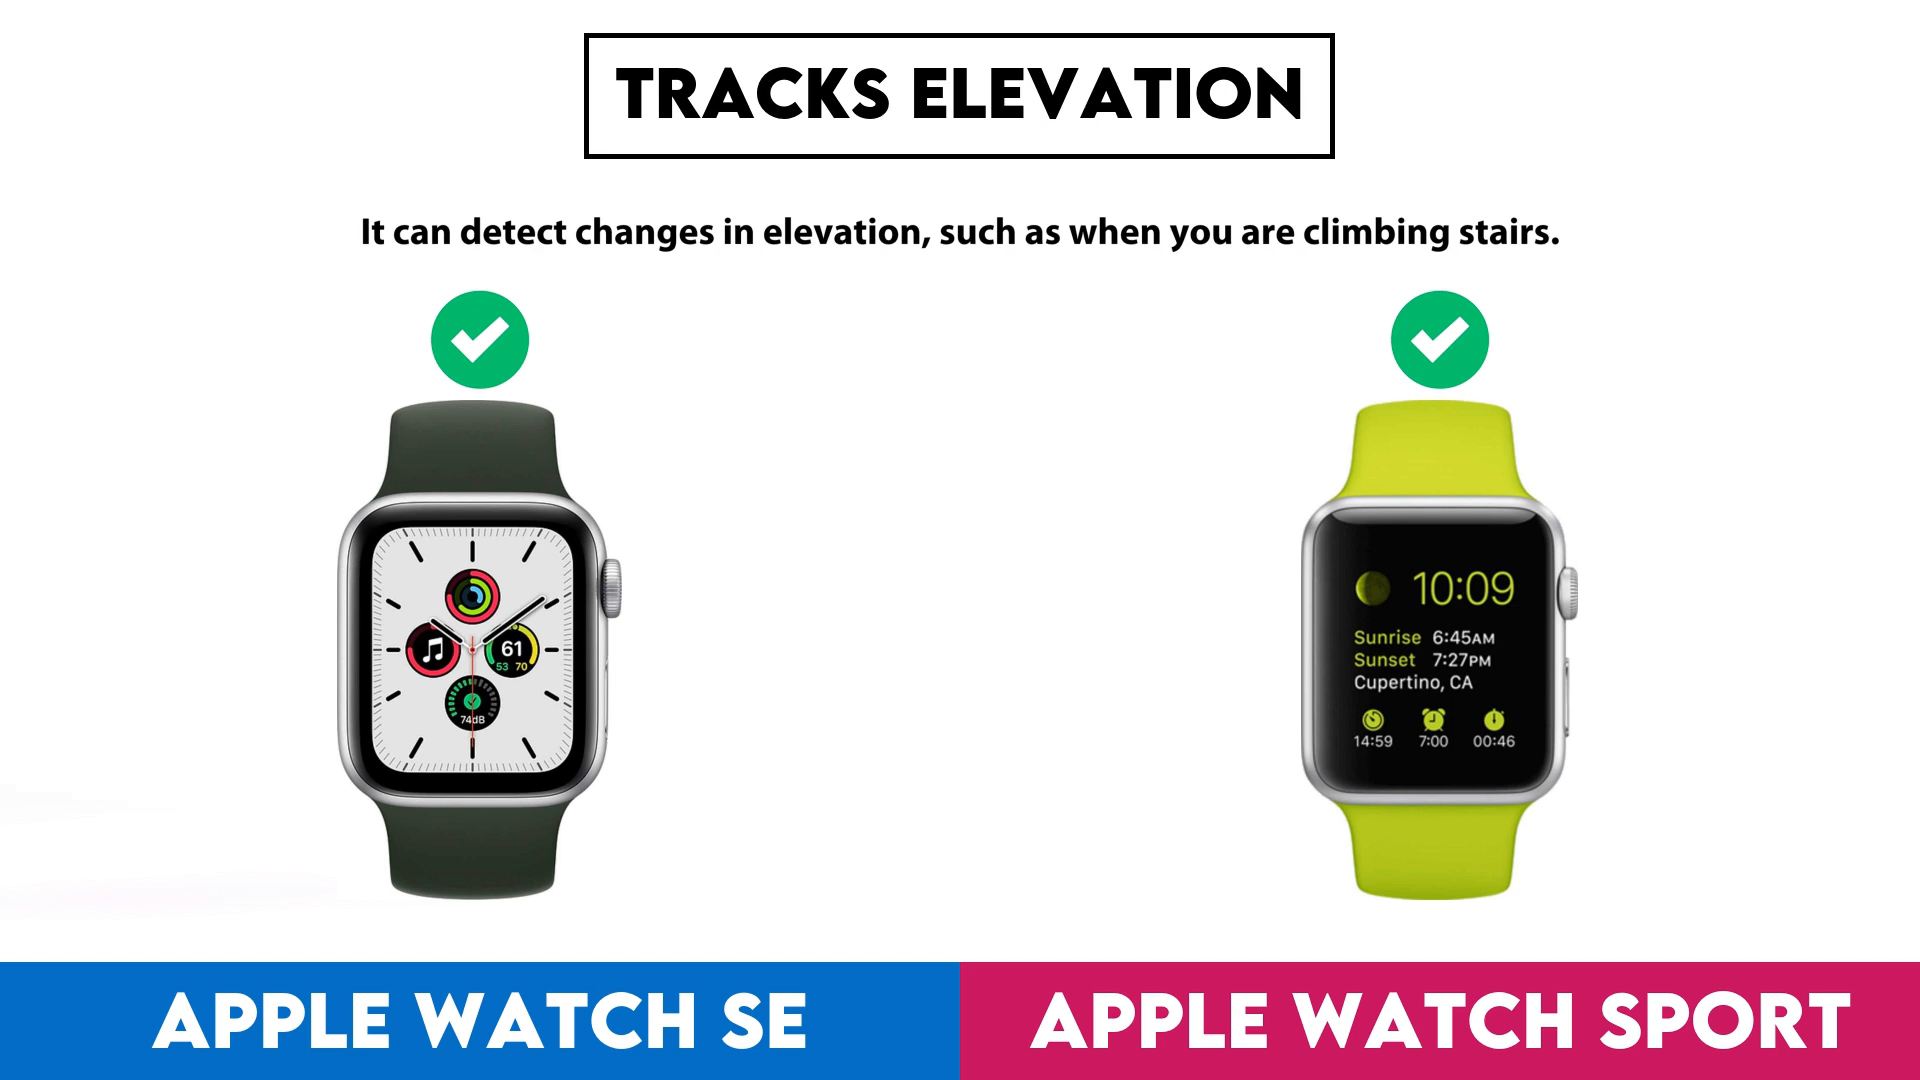 TRACKS ELEVATION
It can detect changes in elevation, such as when you are climbing stairs.
61
53 70
74dB
10:09
Sunrise 6:45AM
Sunset 7:27PM
Cupertino, CA
14:59 7:00 00:46
APPLE WATCH SE
APPLE WATCH SPORT